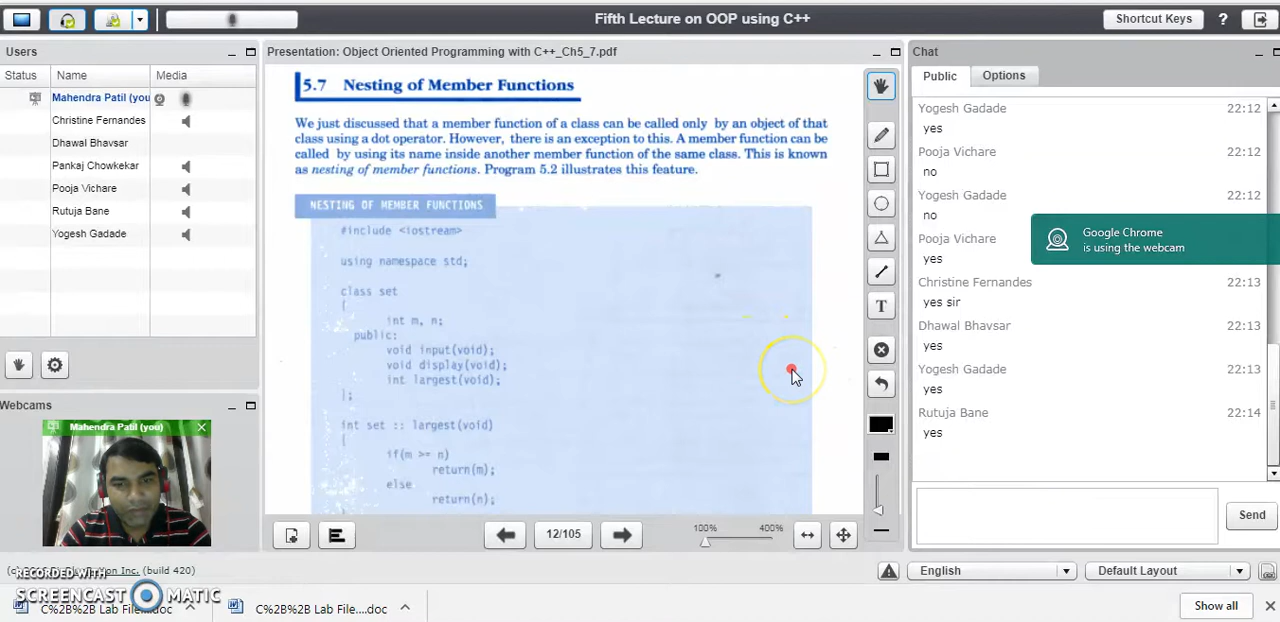 Fifth Lecture on OOP using C++
Shortcut Keys
?
Users
Status Name Media
Mahendra Patil (you)
Christine Fernandes
Dhawal Bhavsar
Pankaj Chowkekar
Pooja Vichare
Rutuja Bane
Yogesh Gadade
Webcams
Mahendra Patil (you)
Presentation: Object Oriented Programming with C++_Ch5_7.pdf
5.7 Nesting of Member Functions
We just discussed that a member function of a class can be called only by an object of that
class using a dot operator. However, there is an exception to this. A member function can be
called by using its name inside another member function of the same class. This is known
as nesting of member functions. Program 5.2 illustrates this feature.
NESTING OF MEMBER FUNCTIONS
#include <iostream>
using namespace std;
class set
{
int m, n;
public:
void input(void);
void display(void);
int largest(void);
};
int set :: largest(void)
{
if(m >= n)
return(m);
else
return(n);
T
12/105
100% 400%
Chat
Public Options
Yogesh Gadade 22:12
yes
Pooja Vichare 22:12
no
Yogesh Gadade 22:12
no
Pooja Vichare
yes
Google Chrome
is using the webcam
Christine Fernandes 22:13
yes sir
Dhawal Bhavsar 22:13
yes
Yogesh Gadade 22:13
yes
Rutuja Bane 22:14
yes
Send
Inc. (build 420)
English
Default Layout
RECORDED WITH
SCREENCAST MATIC
C%2B%2B Lab File....doc
C%2B%2B Lab File....doc
Show all